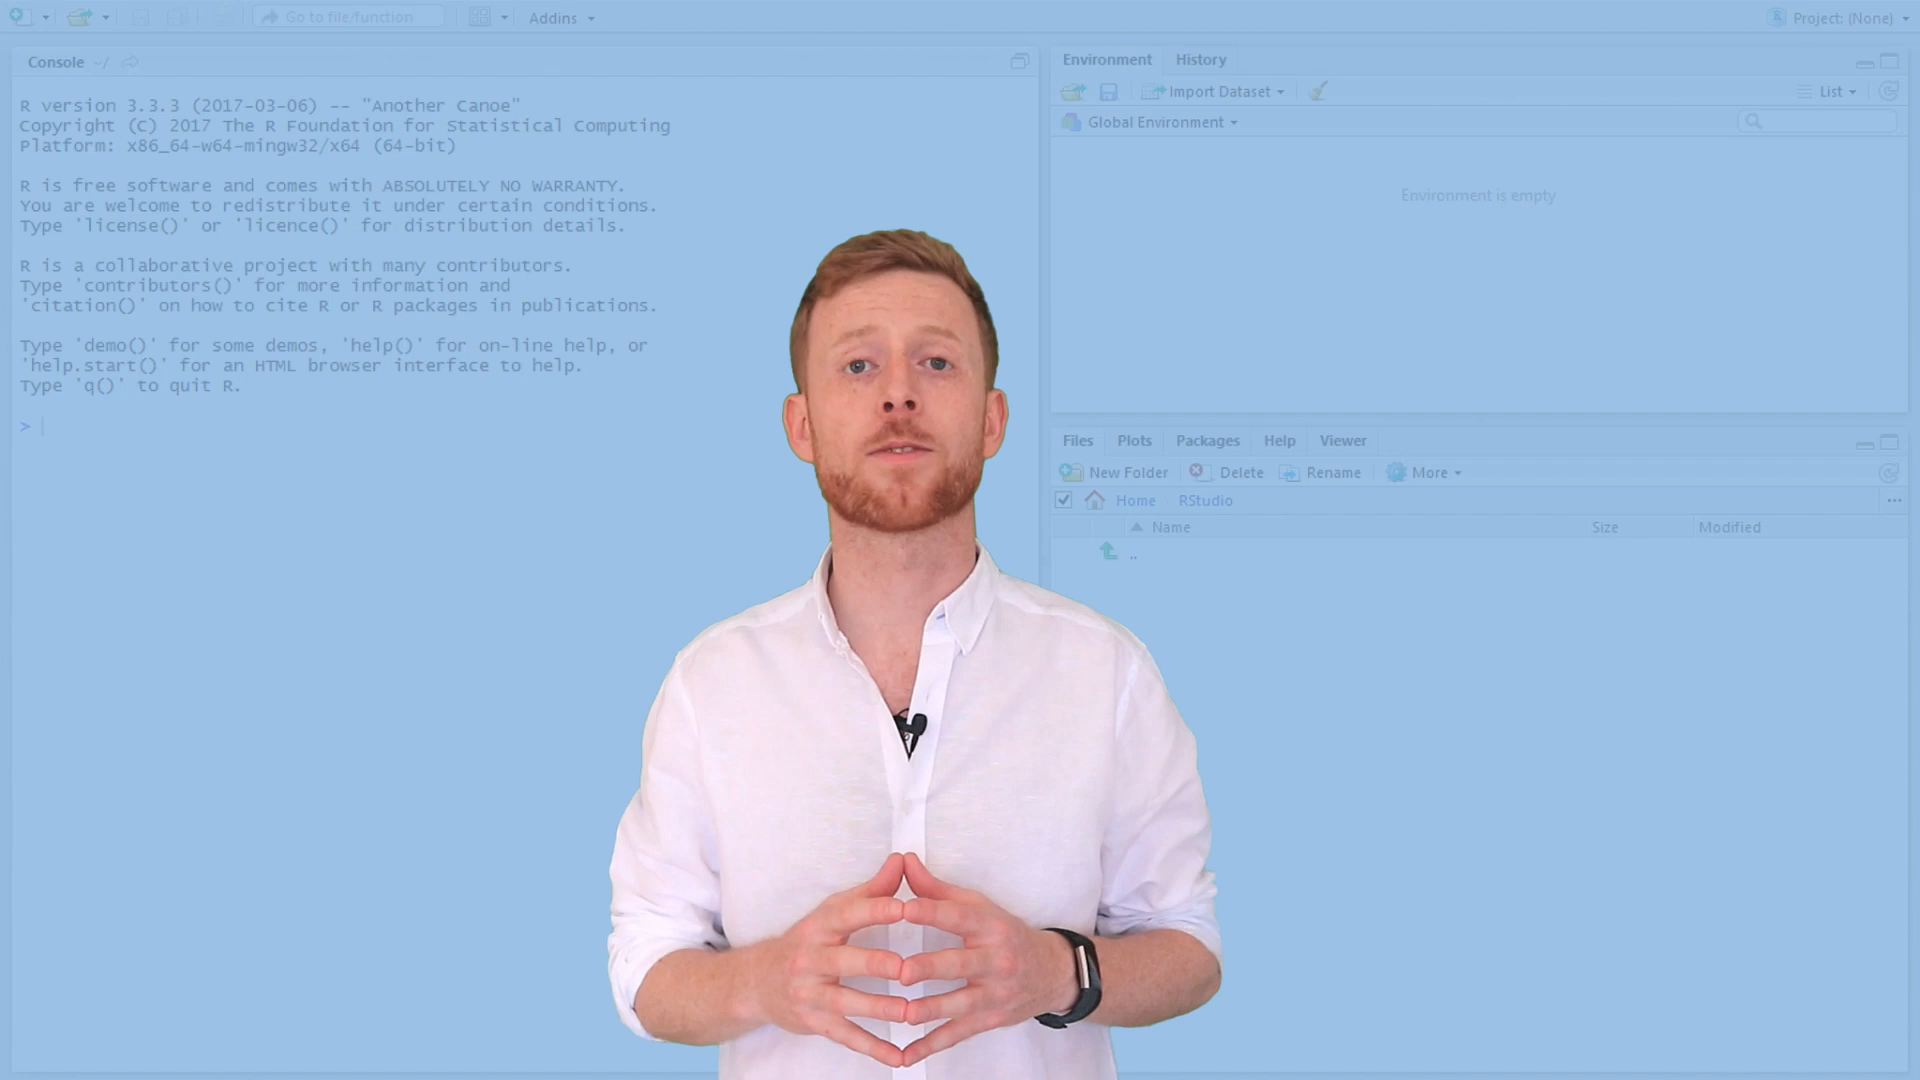 Go to file/function
Addins
Project: (None)
Console ~/
R version 3.3.3 (2017-03-06) -- "Another Canoe"
Copyright (C) 2017 The R Foundation for Statistical Computing
Platform: x86_64-w64-mingw32/x64 (64-bit)
R is free software and comes with ABSOLUTELY NO WARRANTY.
You are welcome to redistribute it under certain conditions.
Type 'license()' or 'licence()' for distribution details.
R is a collaborative project with many contributors.
Type 'contributors()' for more information and
'citation()' on how to cite R or R packages in publications.
Type 'demo()' for some demos, 'help()' for on-line help, or
'help.start()' for an HTML browser interface to help.
Type 'q()' to quit R.
>
Environment History
Import Dataset List
Global Environment
Environment is empty
Files Plots Packages Help Viewer
New Folder Delete Rename More
Home RStudio ...
Name Size Modified
..